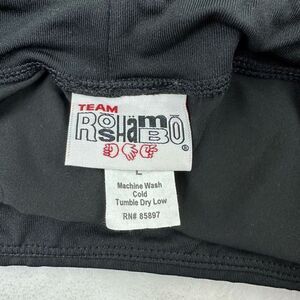 TEAM
ROSHAMBO
®
L
Machine Wash
Cold
Tumble Dry Low
RN# 85897